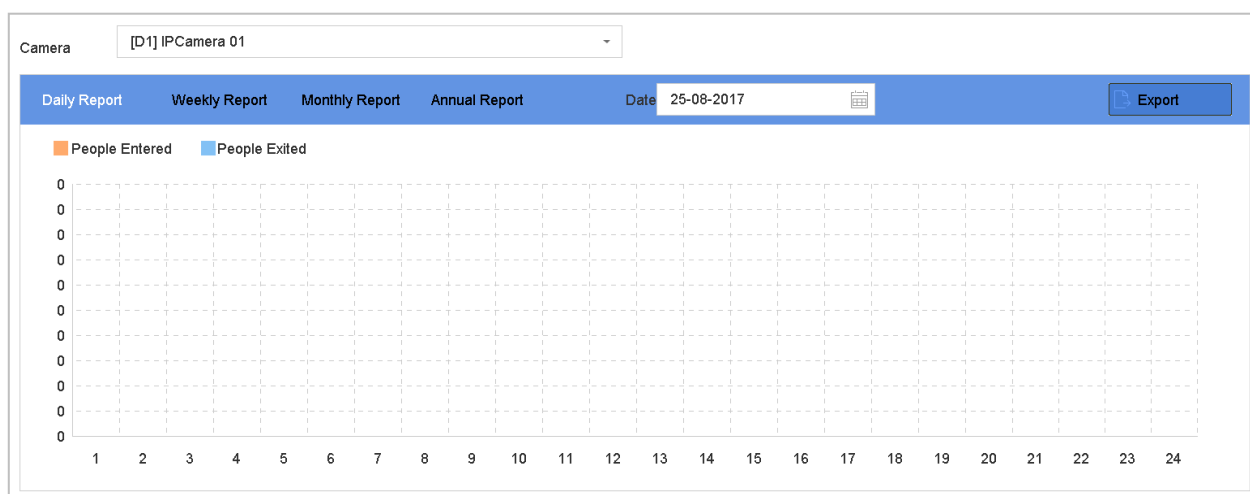 Camera [D1] IPCamera 01
Daily Report Weekly Report Monthly Report Annual Report Date 25-08-2017 Export
People Entered People Exited
0
0
0
0
0
0
0
0
0
0
0
1 2 3 4 5 6 7 8 9 10 11 12 13 14 15 16 17 18 19 20 21 22 23 24